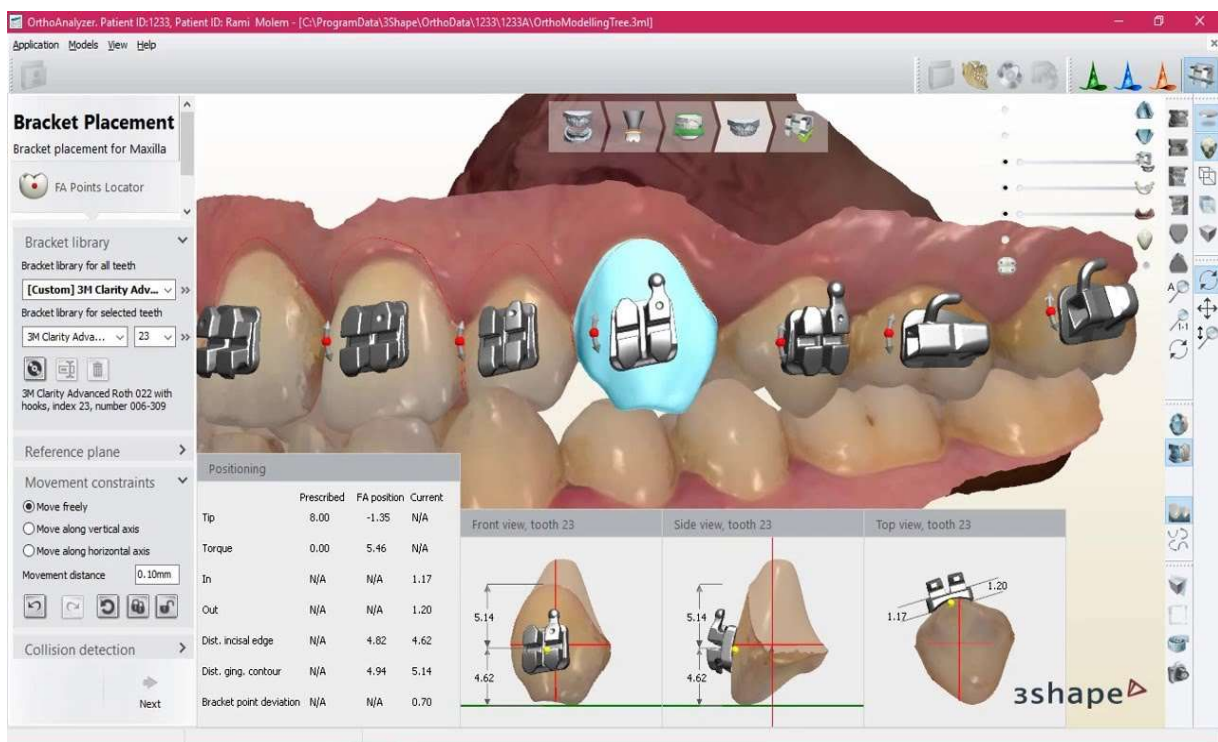 OrthoAnalyzer. Patient ID:1233, Patient ID: Rami Molem - [C:\ProgramData\3Shape\OrthoData\1233\1233A\OrthoModellingTree.3ml]
Application Models View Help
Bracket Placement
Bracket placement for Maxilla
FA Points Locator
Bracket library
Bracket library for all teeth
[Custom] 3M Clarity Adv...
Bracket library for selected teeth
3M Clarity Adva... 23
3M Clarity Advanced Roth 022 with
hooks, index 23, number 006-309
Reference plane
Movement constraints
Move freely
Move along vertical axis
Move along horizontal axis
Movement distance 0.10mm
Collision detection
Next
Positioning
Prescribed FA position Current
Tip 8.00 -1.35 N/A
Torque 0.00 5.46 N/A
In N/A N/A 1.17
Out N/A N/A 1.20
Dist. incisal edge N/A 4.82 4.62
Dist. ging. contour N/A 4.94 5.14
Bracket point deviation N/A N/A 0.70
Front view, tooth 23
5.14
4.62
Side view, tooth 23
5.14
4.62
Top view, tooth 23
1.20
1.17
3shape
A
1:1